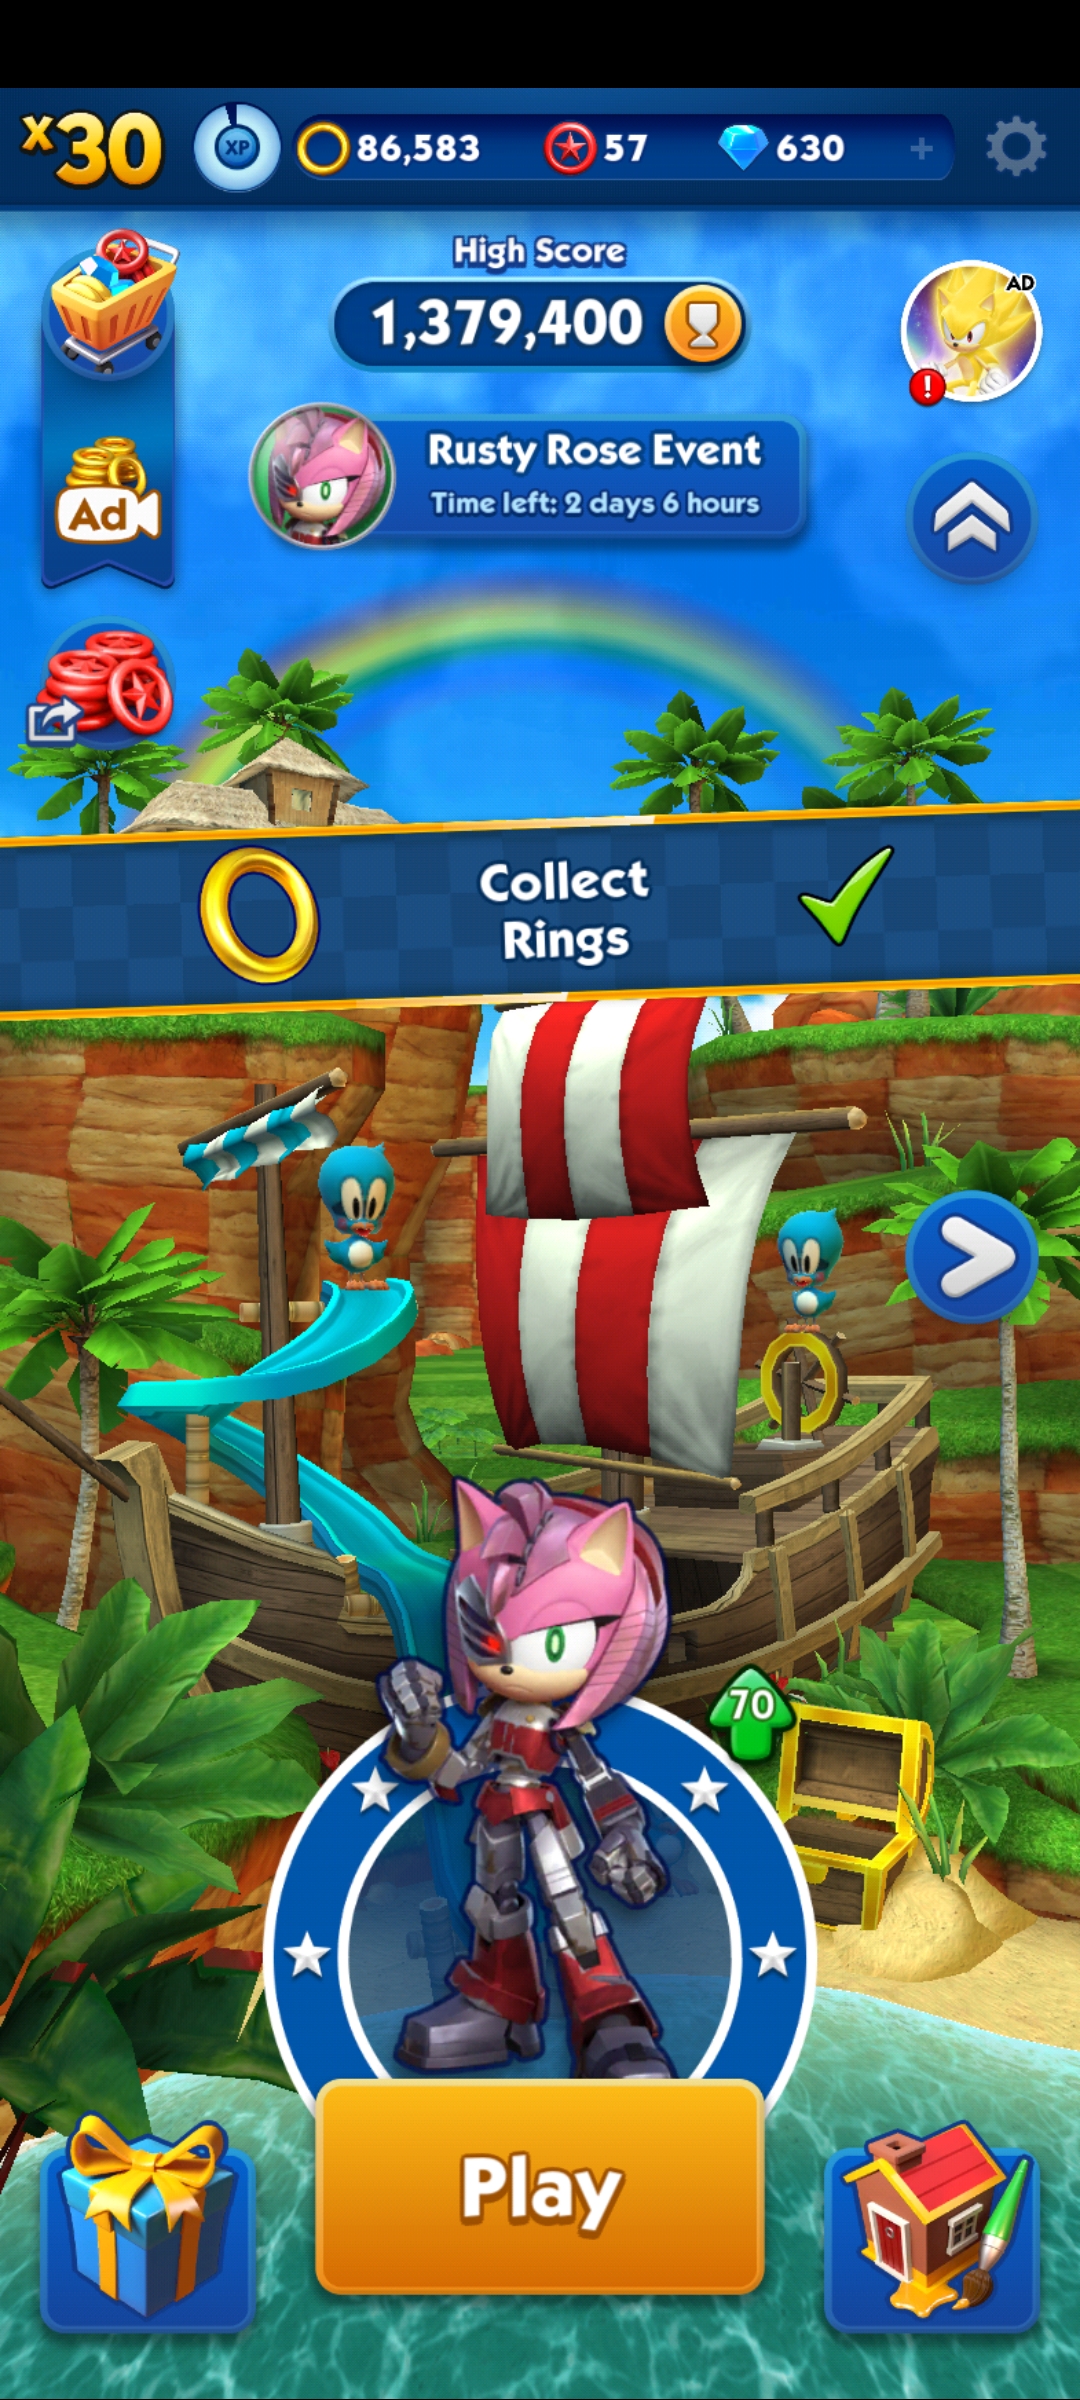 x30
XP
86,583
57
630
+
High Score
1,379,400
AD
!
Rusty Rose Event
Time left: 2 days 6 hours
Ad
Collect
Rings
70
Play